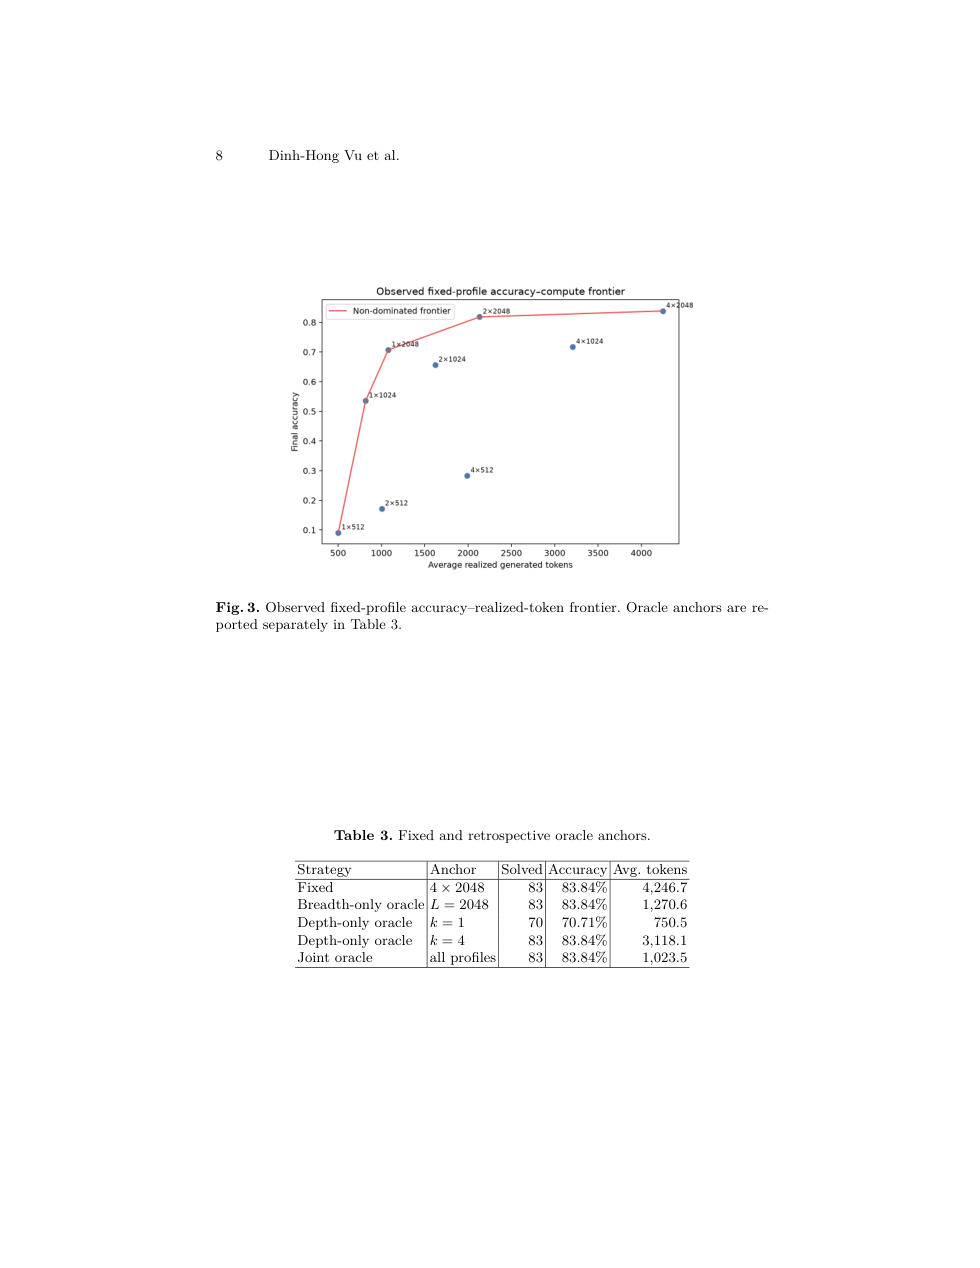 8 Dinh-Hong Vu et al.
Observed fixed-profile accuracy–compute frontier
Non-dominated frontier
4×2048
2×2048
1×2048
4×1024
2×1024
1×1024
4×512
2×512
1×512
0.8
0.7
0.6
0.5
0.4
0.3
0.2
0.1
Final accuracy
500 1000 1500 2000 2500 3000 3500 4000
Average realized generated tokens
Fig. 3. Observed fixed-profile accuracy–realized-token frontier. Oracle anchors are re-
ported separately in Table 3.
Table 3. Fixed and retrospective oracle anchors.
Strategy Anchor Solved Accuracy Avg. tokens
Fixed 4 × 2048 83 83.84% 4,246.7
Breadth-only oracle L = 2048 83 83.84% 1,270.6
Depth-only oracle k = 1 70 70.71% 750.5
Depth-only oracle k = 4 83 83.84% 3,118.1
Joint oracle all profiles 83 83.84% 1,023.5